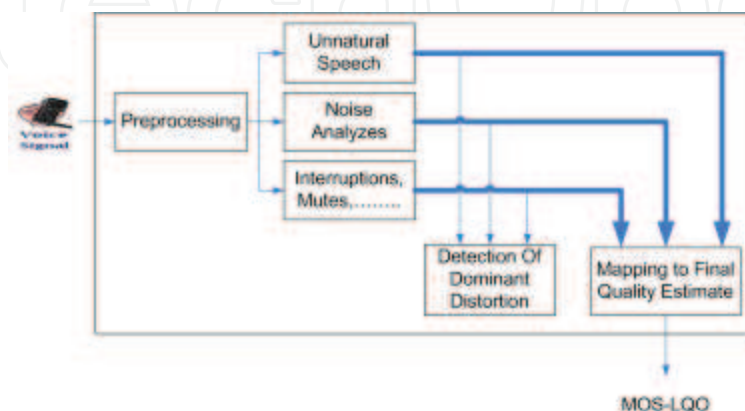 Unnatural
Speech
Voice
Signal
Preprocessing
Noise
Analyzes
Interruptions,
Mutes,........
Detection Of
Dominant
Distortion
Mapping to Final
Quality Estimate
MOS-LQO